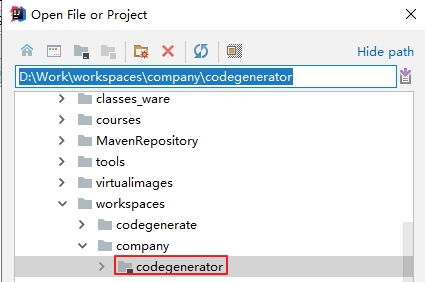 Open File or Project
Hide path
D:\Work\workspaces\company\codegenerator
classes_ware
courses
MavenRepository
tools
virtualimages
workspaces
codegenerate
company
codegenerator